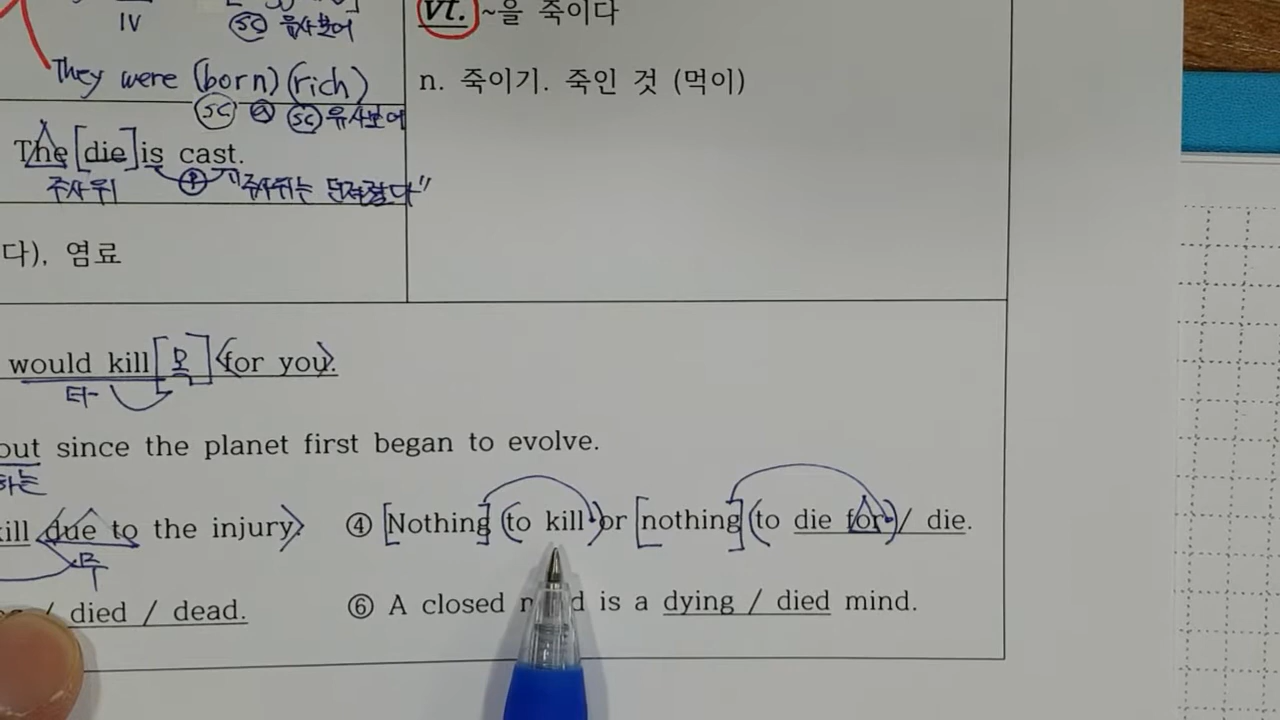 IV
SC 유사보어
They were (born) (rich)
SC SC 유사보어
The [die] is cast.
주사위 "주사위는 던져졌다"
다). 염료
vt. ~을 죽이다
n. 죽이기. 죽인 것 (먹이)
would kill [목] <for you>.
타
out since the planet first began to evolve.
하는
kill <due to the injury> ④ [Nothing] (to kill) or [nothing] (to die for) / die.
/ died / dead. ⑥ A closed mind is a dying / died mind.